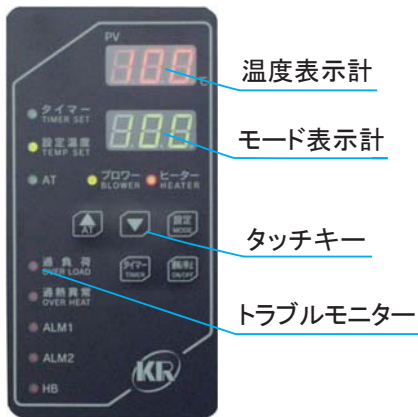 PV
100
℃
温度表示計
タイマー
TIMER SET
100
モード表示計
設定温度
TEMP SET
AT
ブロワー
BLOWER
ヒーター
HEATER
AT
設定
MODE
タッチキー
過負荷
OVER LOAD
タイマー
TIMER
運転/停止
ON/OFF
過熱異常
OVER HEAT
トラブルモニター
ALM1
ALM2
KR
HB